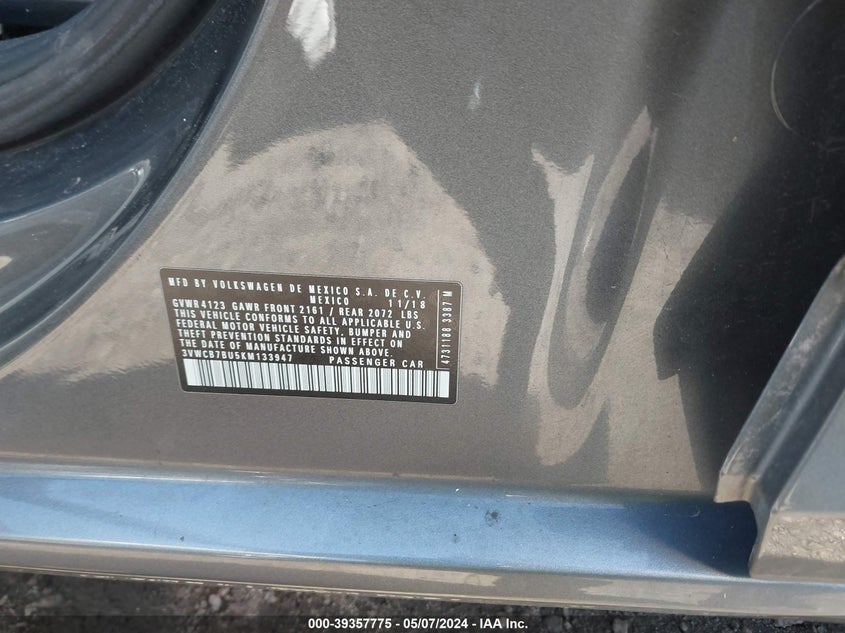 MFD BY VOLKSWAGEN DE MEXICO S.A. DE C.V.
MEXICO 11/18
GVWR 4123 GAWR FRONT 2161 / REAR 2072 LBS
THIS VEHICLE CONFORMS TO ALL APPLICABLE U.S.
FEDERAL MOTOR VEHICLE SAFETY, BUMPER AND
THEFT PREVENTION STANDARDS IN EFFECT ON
THE DATE OF MANUFACTURE SHOWN ABOVE.
3VWCB7BU5KM133947 PASSENGER CAR
4731188 3387 M
000-39357775 - 05/07/2024 - IAA Inc.